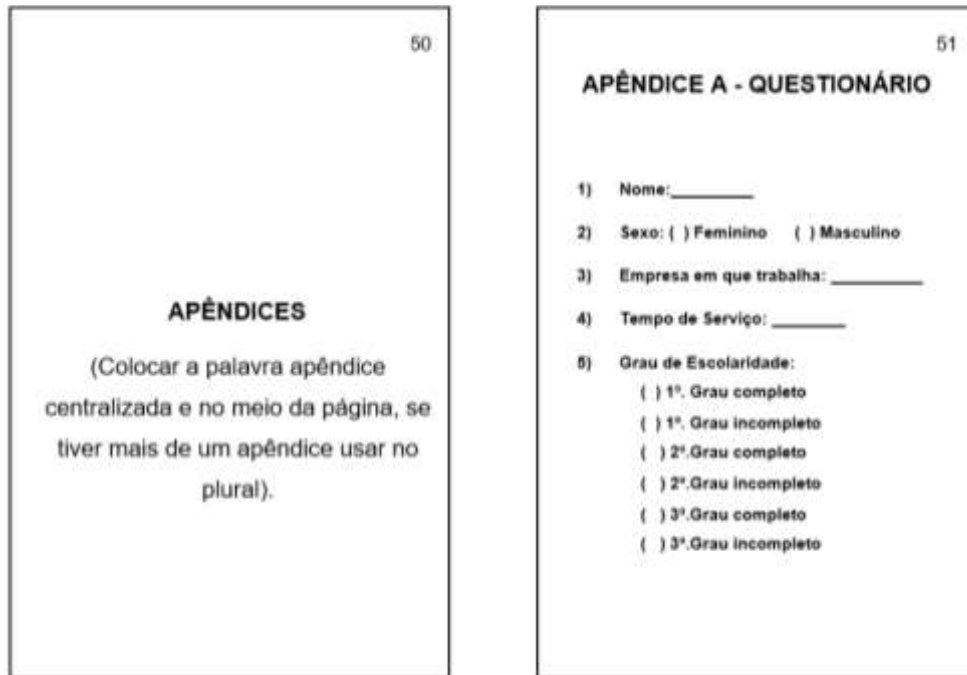 50
APÊNDICES
(Colocar a palavra apêndice
centralizada e no meio da página, se
tiver mais de um apêndice usar no
plural).
51
APÊNDICE A - QUESTIONÁRIO
1) Nome:_________
2) Sexo: ( ) Feminino ( ) Masculino
3) Empresa em que trabalha: __________
4) Tempo de Serviço: ________
5) Grau de Escolaridade:
( ) 1º. Grau completo
( ) 1º. Grau incompleto
( ) 2º.Grau completo
( ) 2º.Grau incompleto
( ) 3º.Grau completo
( ) 3º.Grau incompleto